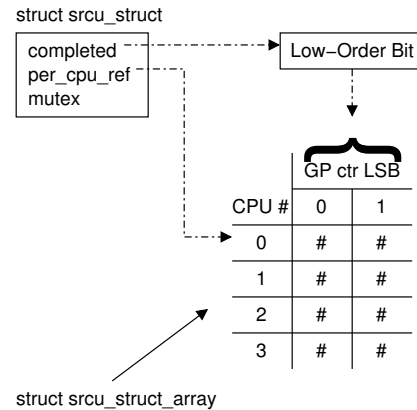 struct srcu_struct
completed
per_cpu_ref
mutex
Low−Order Bit
GP ctr LSB
CPU # 0 1
0 # #
1 # #
2 # #
3 # #
struct srcu_struct_array